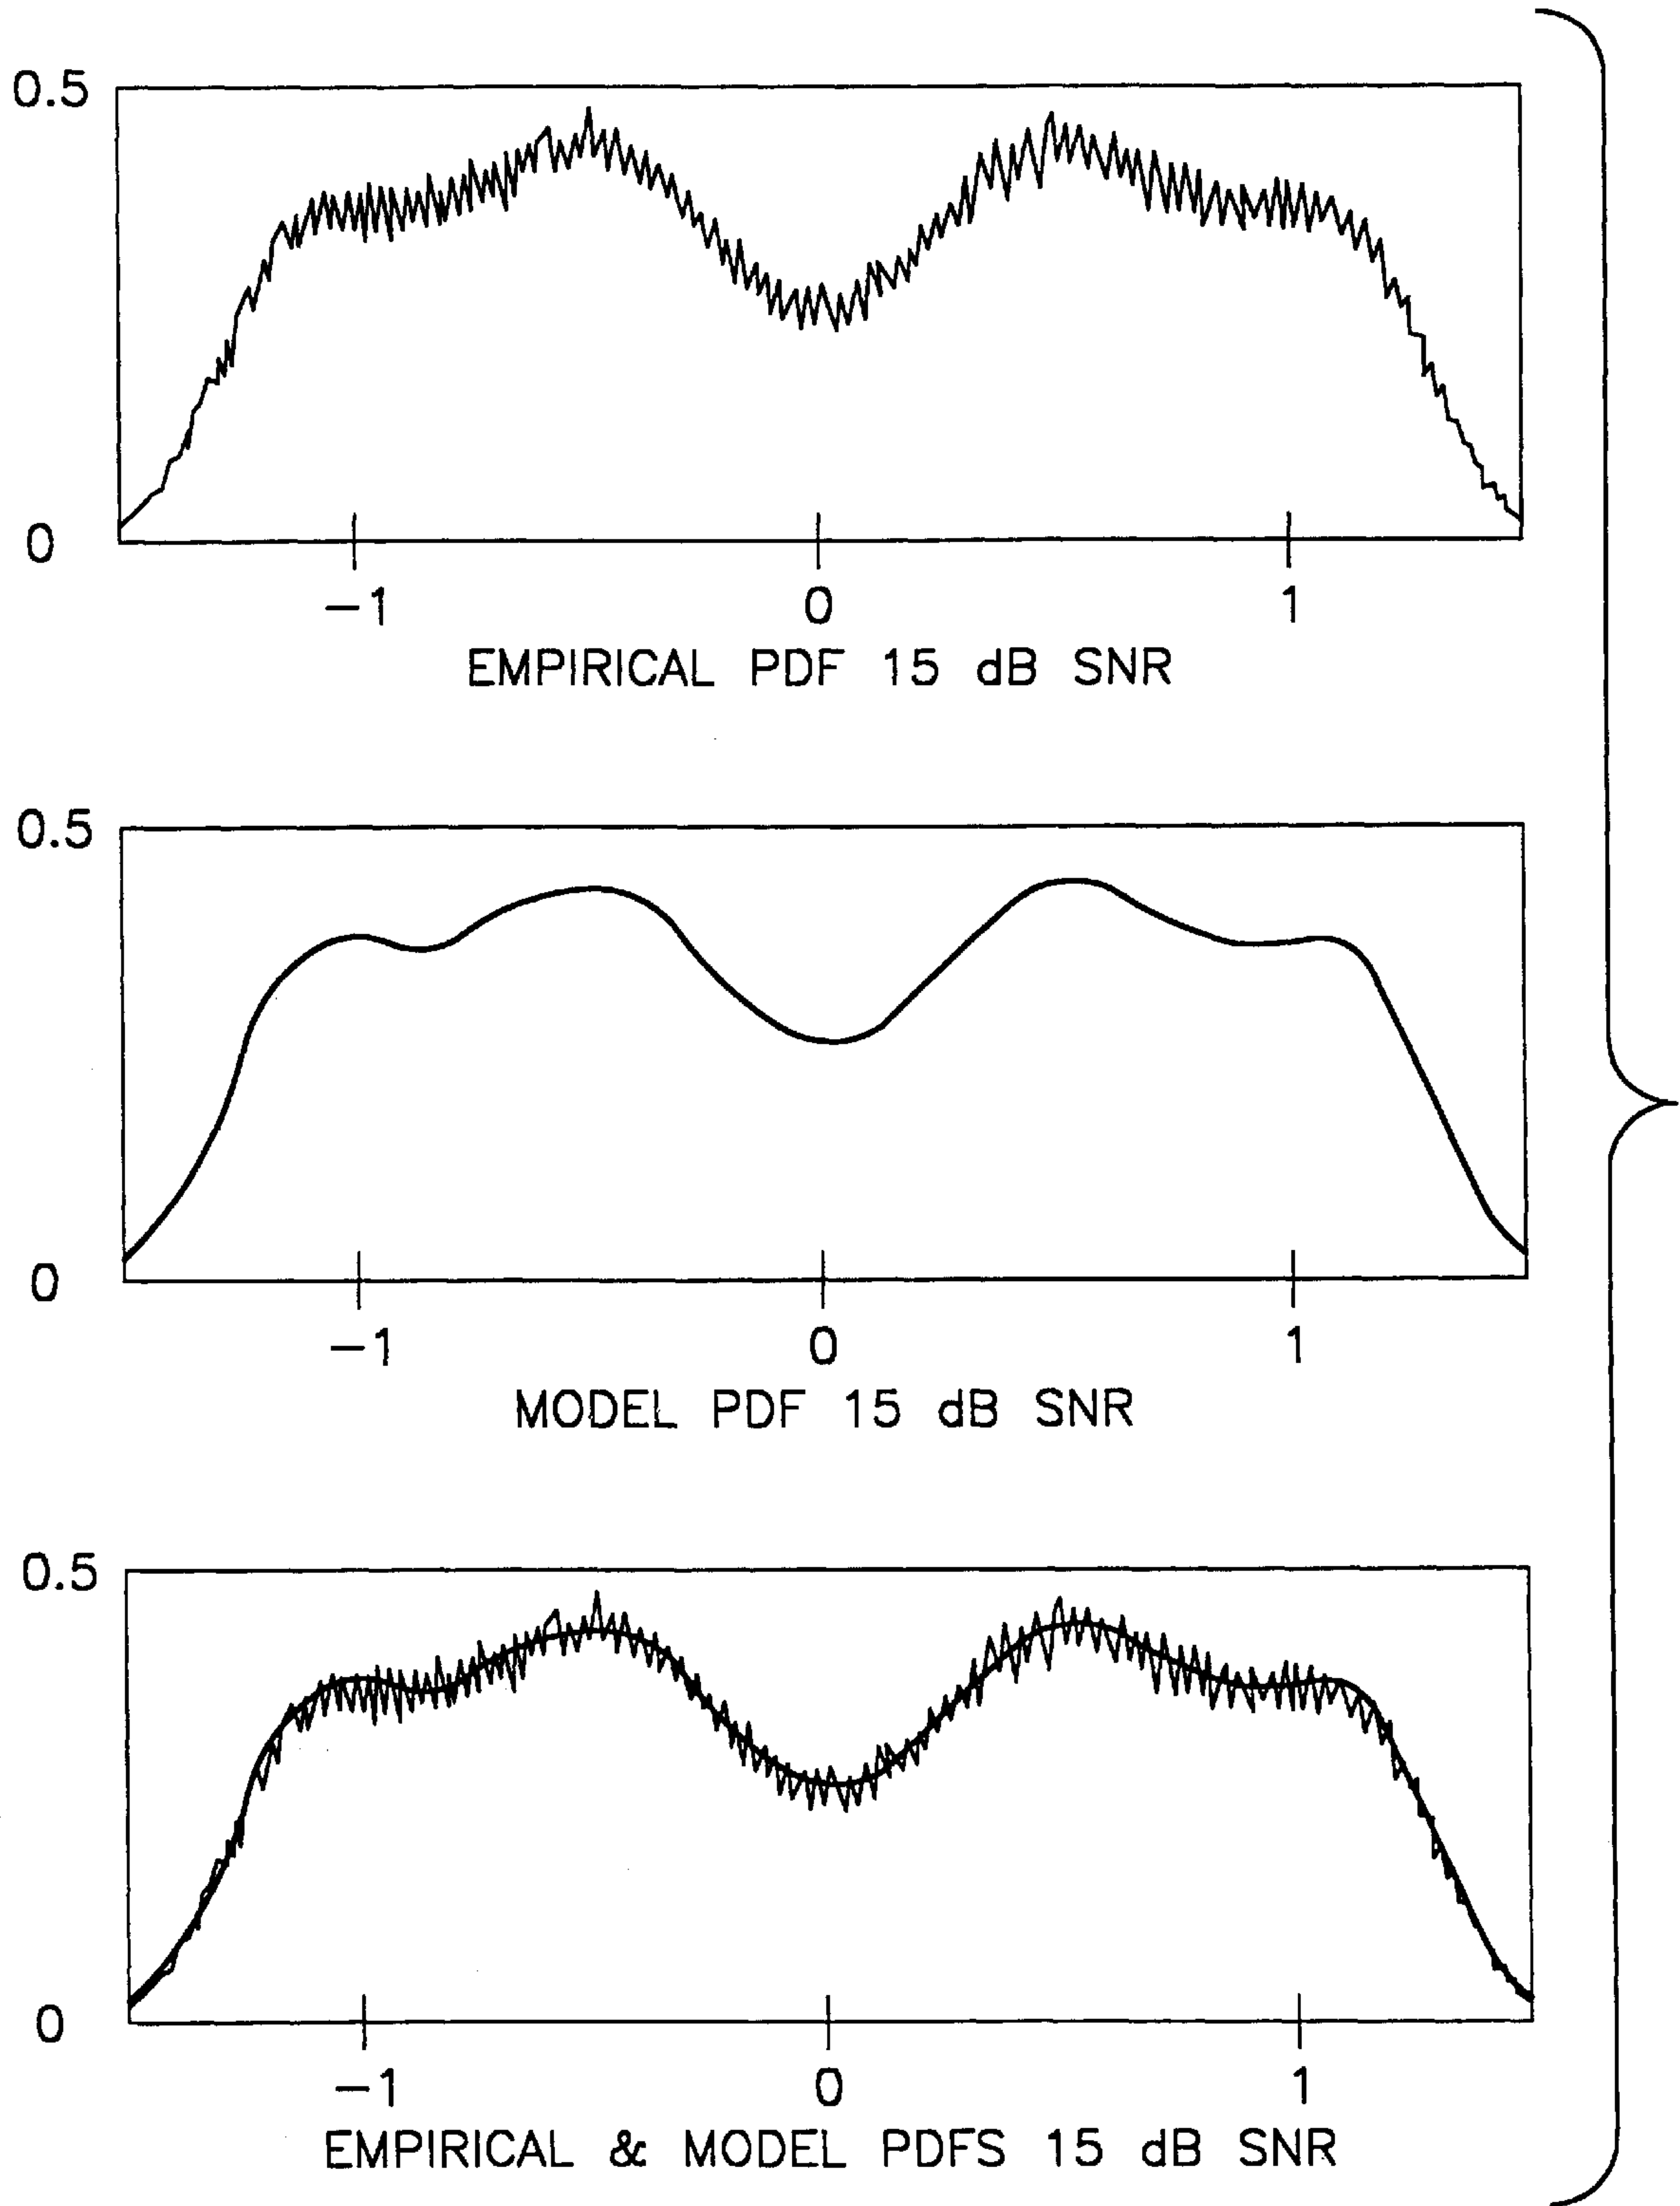 0.5
0
-1 0 1
EMPIRICAL PDF 15 dB SNR
0.5
0
-1 0 1
MODEL PDF 15 dB SNR
0.5
0
-1 0 1
EMPIRICAL & MODEL PDFS 15 dB SNR